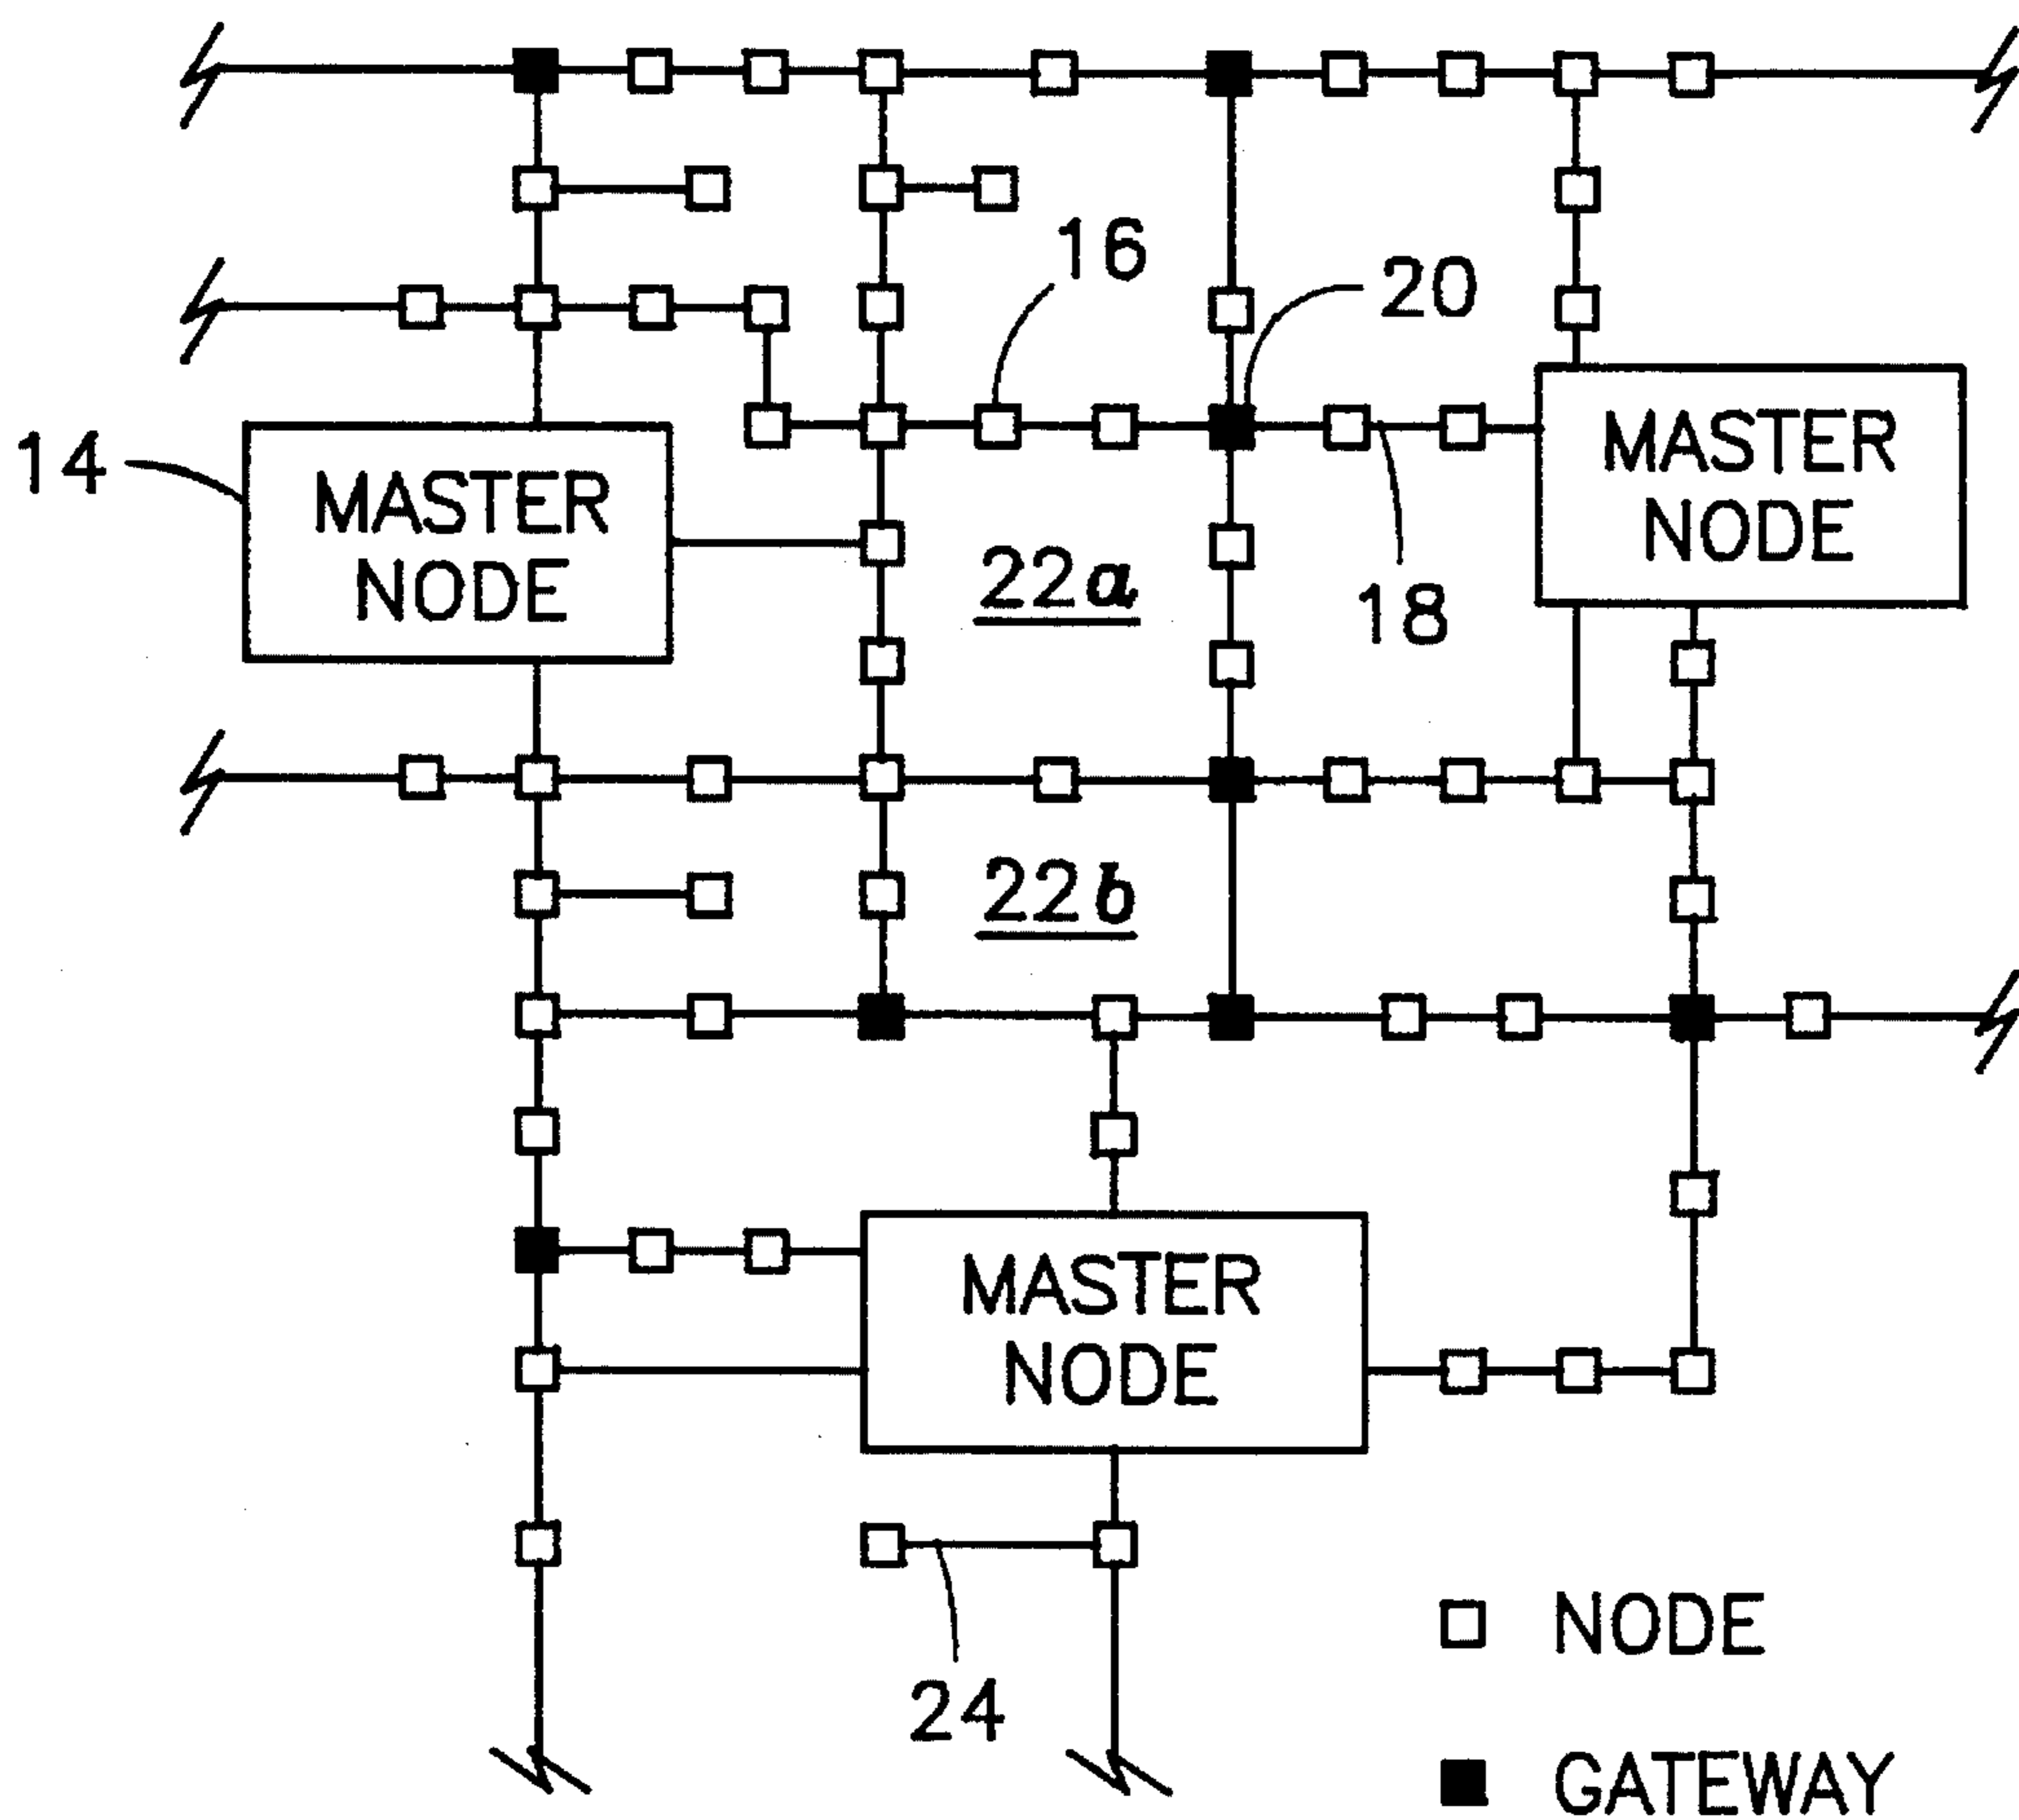 16
20
14
MASTER
NODE
MASTER
NODE
22a
18
22b
MASTER
NODE
24
NODE
GATEWAY